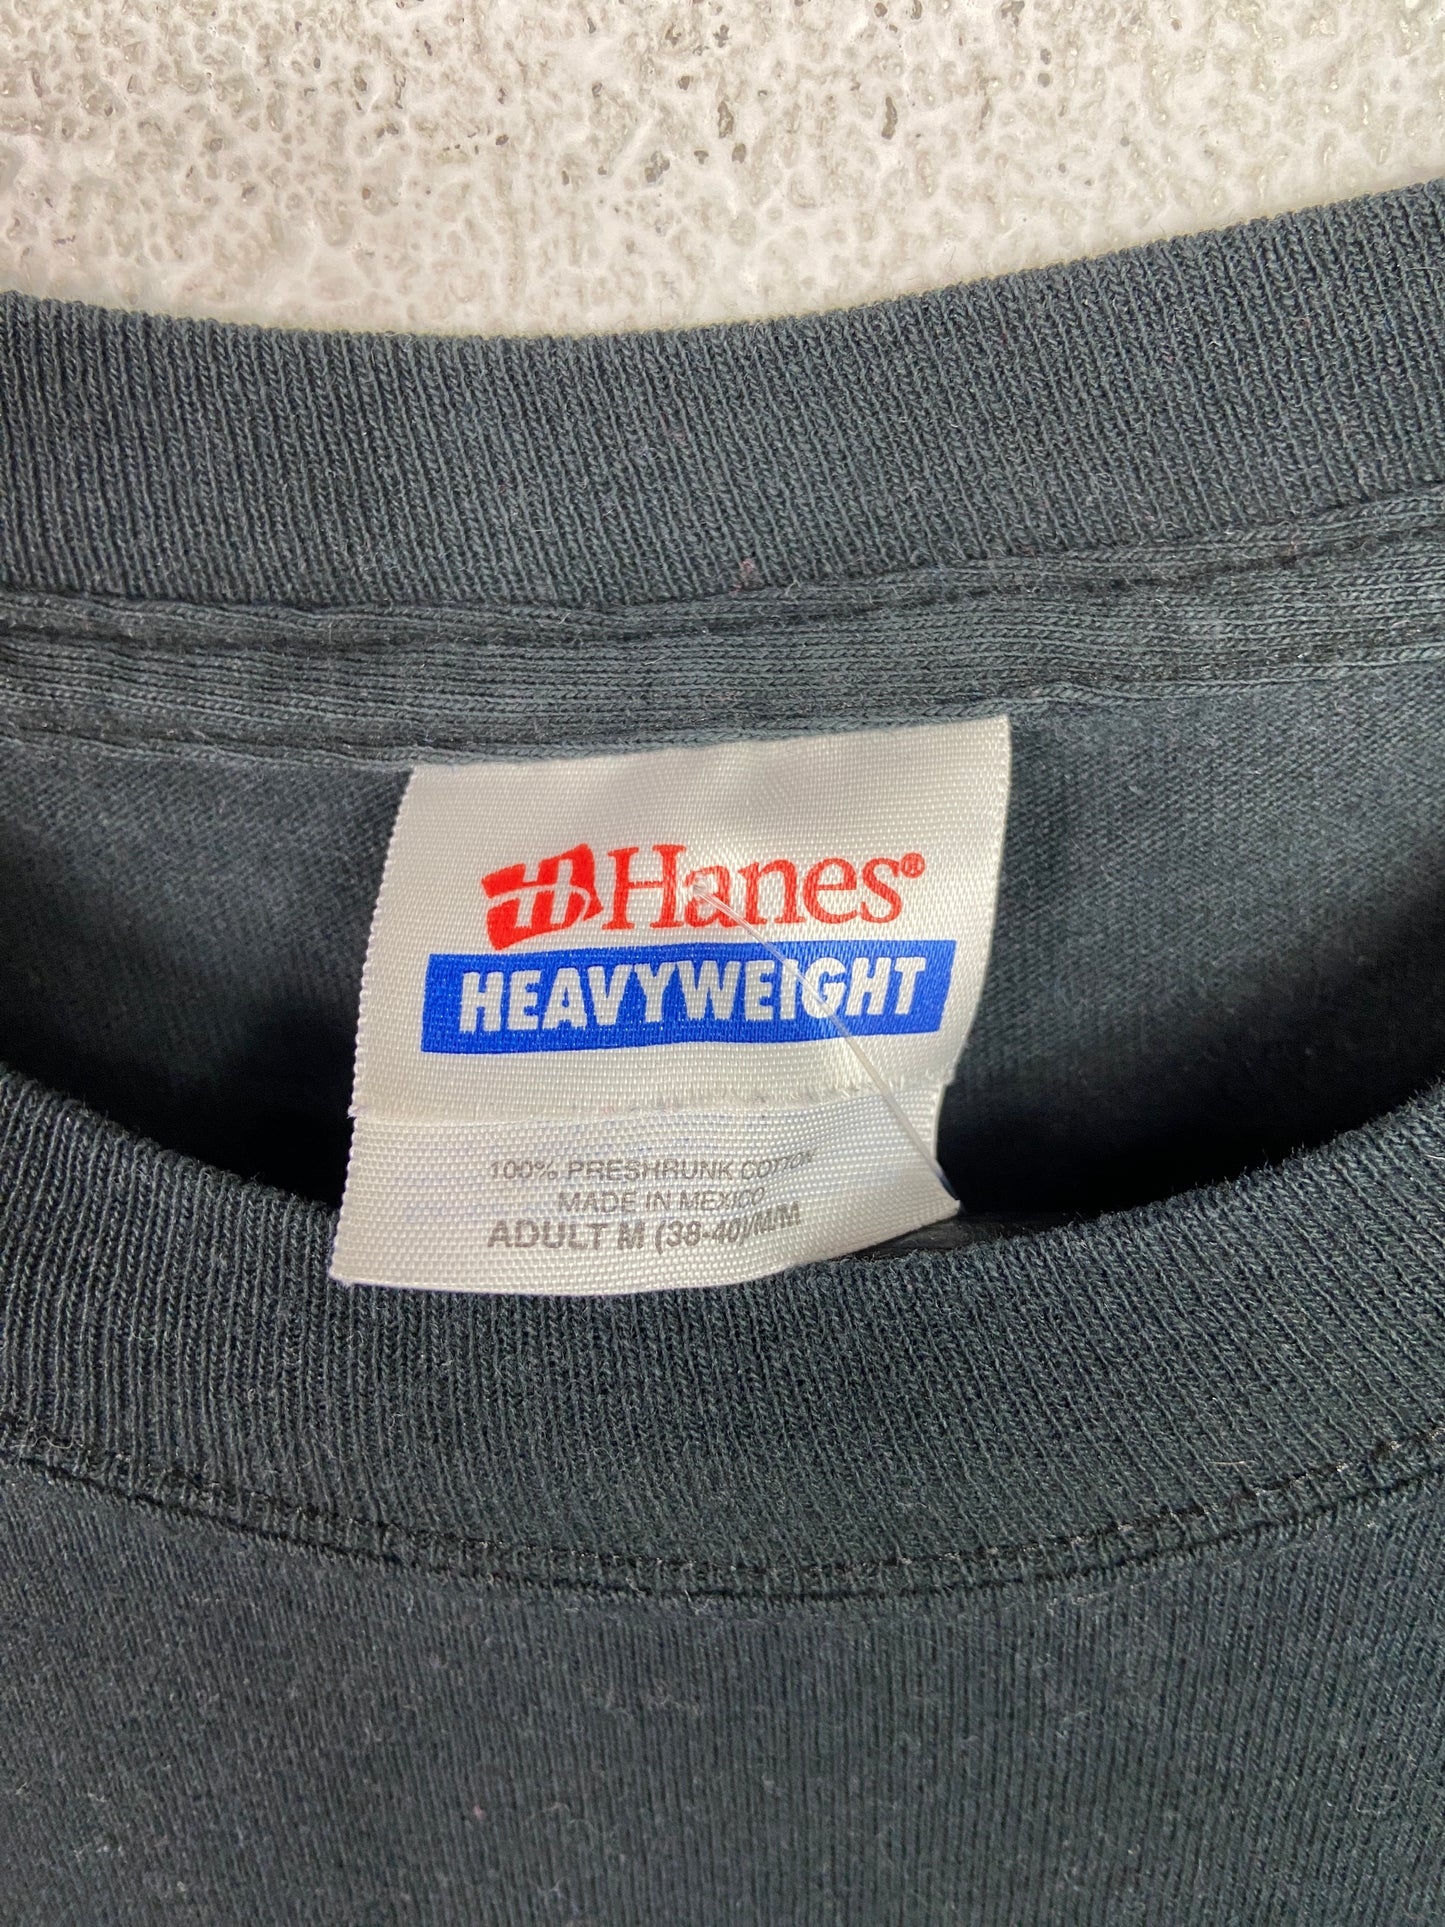 Hanes®
HEAVYWEIGHT
100% PRESHRUNK COTTON
MADE IN MEXICO
ADULT M (38-40)/M/M